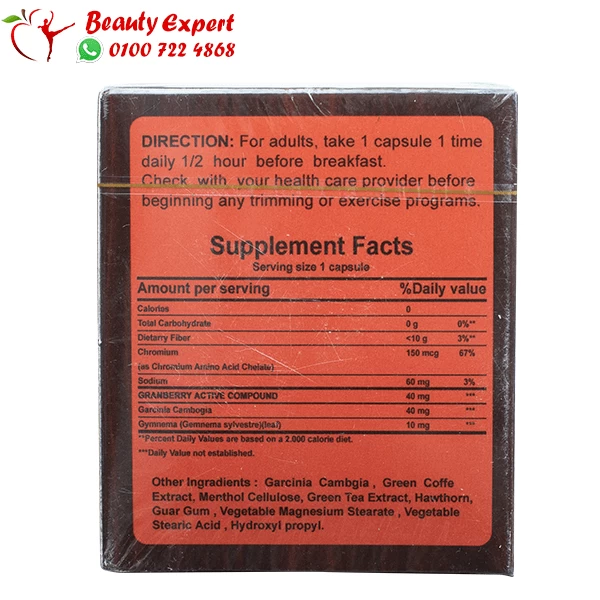 Beauty Expert
0100 722 4868
DIRECTION: For adults, take 1 capsule 1 time
daily 1/2 hour before breakfast.
Check with your health care provider before
beginning any trimming or exercise programs.
Supplement Facts
Serving size 1 capsule
Amount per serving %Daily value
Calories 0
Total Carbohydrate 0 g 0%**
Dietary Fiber <10 g 3%**
Chromium 150 mcg 67%
(as Chromium Amino Acid Chelate)
Sodium 60 mg 3%
GRANBERRY ACTIVE COMPOUND 40 mg ***
Garcinia Cambogia 40 mg ***
Gymnema (Gemnema sylvestre)(leaf) 10 mg ***
**Percent Daily Values are based on a 2.000 calorie diet.
***Daily Value not established.
Other Ingredients : Garcinia Cambgia , Green Coffe
Extract, Menthol Cellulose, Green Tea Extract, Hawthorn,
Guar Gum , Vegetable Magnesium Stearate , Vegetable
Stearic Acid , Hydroxyl propyl.